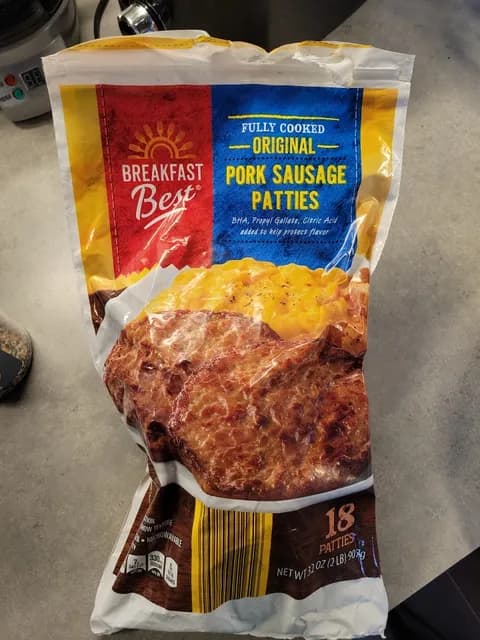 BREAKFAST
Best®
FULLY COOKED
ORIGINAL
PORK SAUSAGE
PATTIES
BHA, Propyl Gallate, Citric Acid
added to help protect flavor
18
PATTIES
NET WT 32 OZ (2 LB) 907g